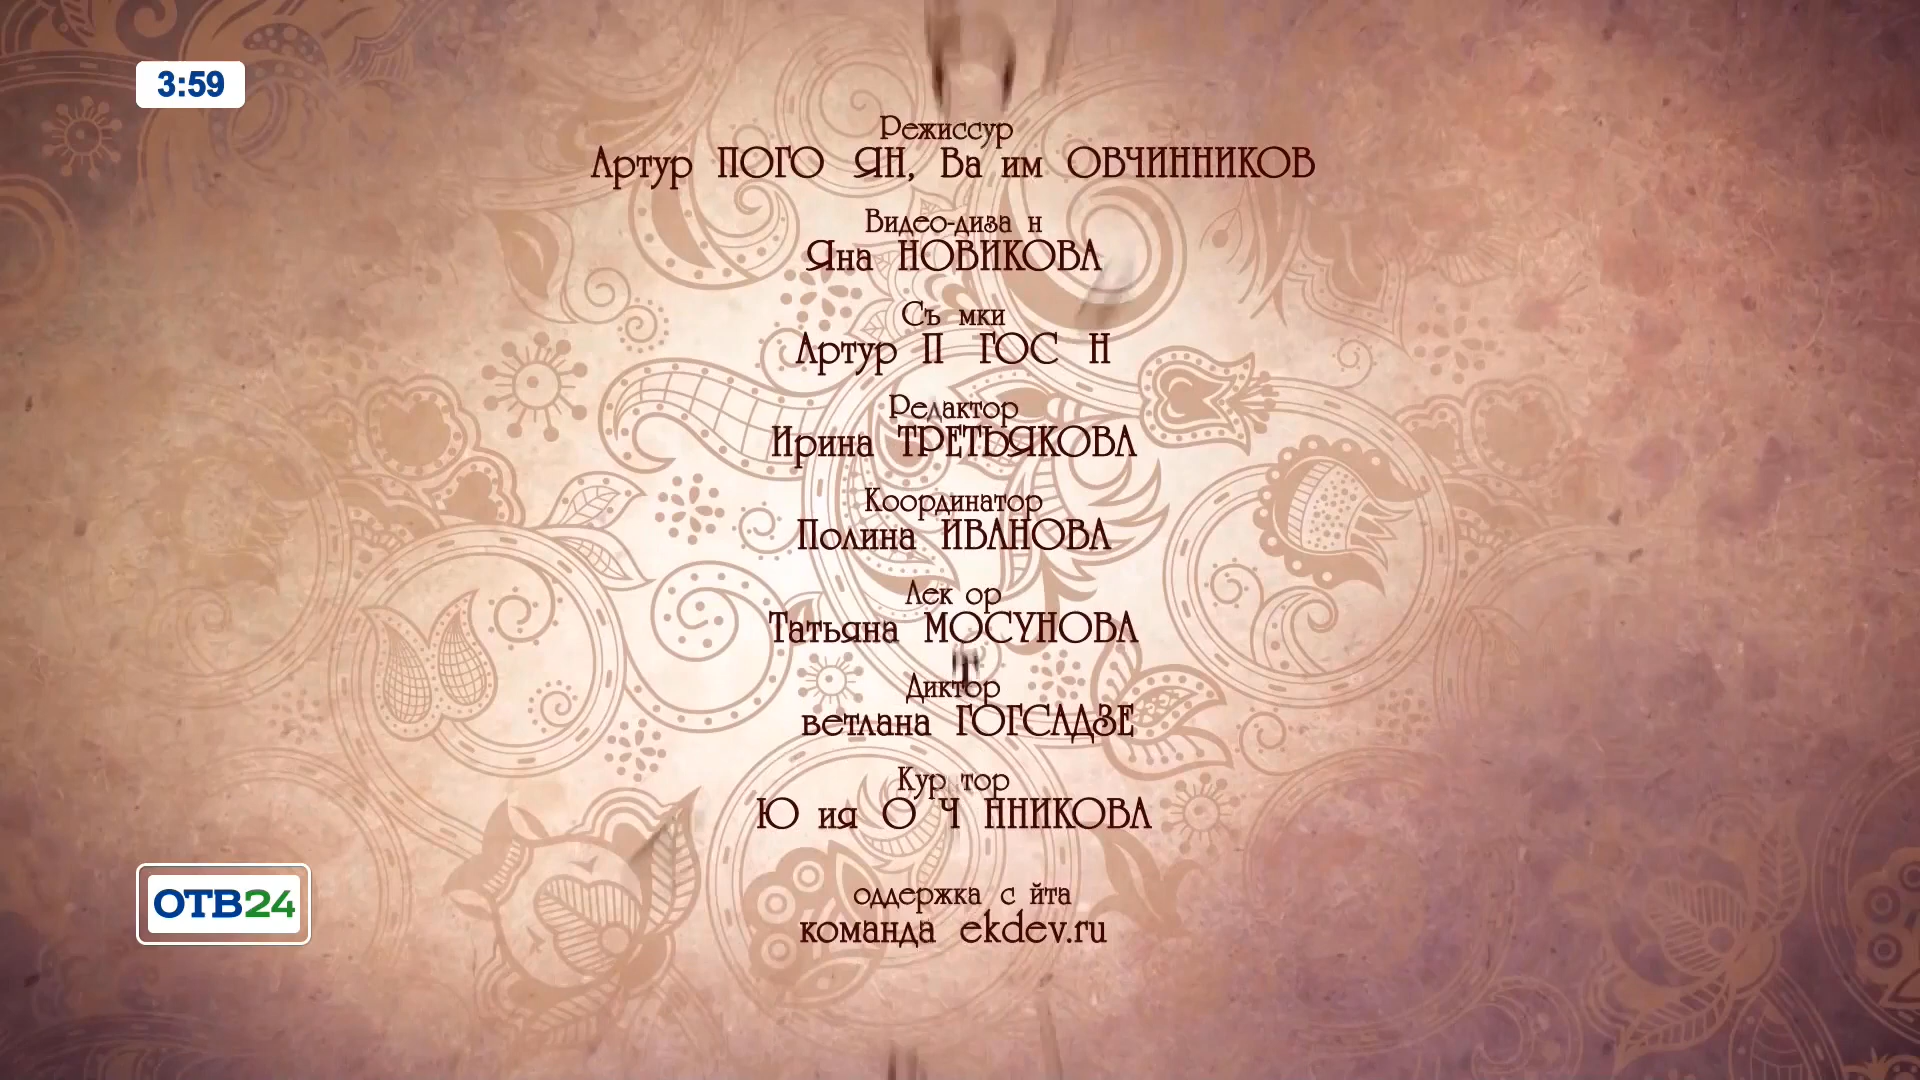 3:59
Режиссур
Артур ПОГО ЯН, Ва им ОВЧИННИКОВ
Видео-диза н
Яна НОВИКОВА
Съ мки
Артур П ГОС Н
Редактор
Ирина ТРЕТЬЯКОВА
Координатор
Полина ИВАНОВА
Лек ор
Татьяна МОСУНОВА
Диктор
ветлана ГОГСАДЗЕ
Кур тор
Ю ия О Ч ННИКОВА
оддержка с йта
команда ekdev.ru
ОТВ24